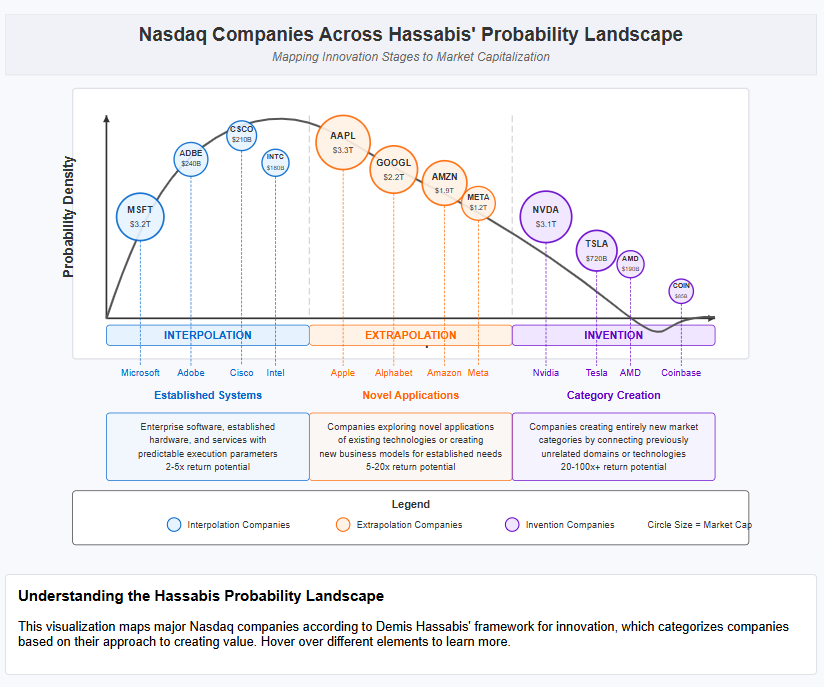 Nasdaq Companies Across Hassabis' Probability Landscape
Mapping Innovation Stages to Market Capitalization
Probability Density
MSFT
$3.2T
ADBE
$240B
CSCO
$210B
INTC
$180B
AAPL
$3.3T
GOOGL
$2.2T
AMZN
$1.9T
META
$1.2T
NVDA
$3.1T
TSLA
$720B
AMD
$190B
COIN
$85B
INTERPOLATION
EXTRAPOLATION
INVENTION
Microsoft Adobe Cisco Intel Apple Alphabet Amazon Meta Nvidia Tesla AMD Coinbase
Established Systems
Novel Applications
Category Creation
Enterprise software, established
hardware, and services with
predictable execution parameters
2-5x return potential
Companies exploring novel applications
of existing technologies or creating
new business models for established needs
5-20x return potential
Companies creating entirely new market
categories by connecting previously
unrelated domains or technologies
20-100x+ return potential
Legend
Interpolation Companies
Extrapolation Companies
Invention Companies
Circle Size = Market Cap
Understanding the Hassabis Probability Landscape
This visualization maps major Nasdaq companies according to Demis Hassabis' framework for innovation, which categorizes companies
based on their approach to creating value. Hover over different elements to learn more.